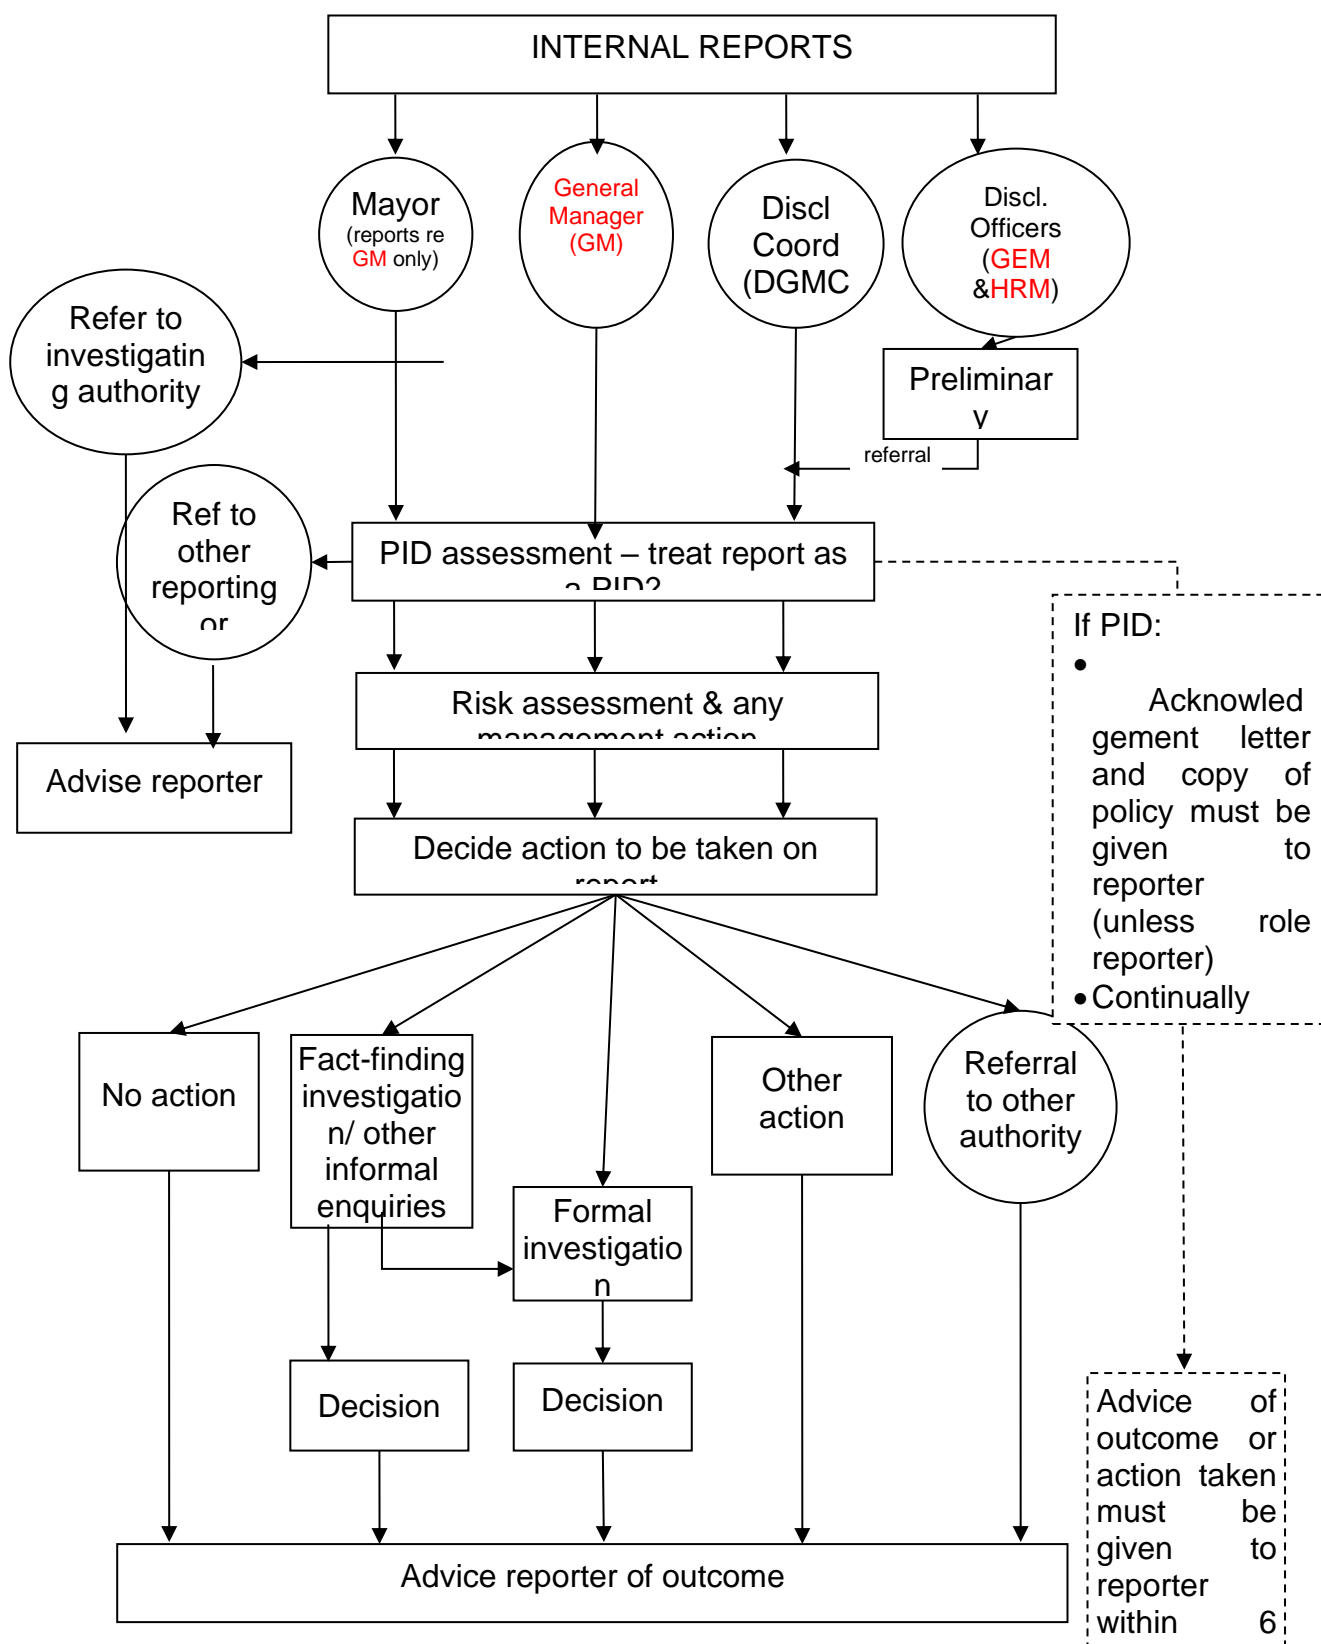 INTERNAL REPORTS
Mayor
(reports re
GM only)
General
Manager
(GM)
Discl
Coord
(DGMC
Discl.
Officers
(GEM
&HRM)
Refer to
investigatin
g authority
Preliminar
y
referral
Ref to
other
reporting
or
PID assessment – treat report as
a PID?
If PID:
•
Acknowled
gement letter
and copy of
policy must be
given to
reporter
(unless role
reporter)
• Continually
Risk assessment & any
management action
Advise reporter
Decide action to be taken on
report
No action
Fact-finding
investigatio
n/ other
informal
enquiries
Other
action
Referral
to other
authority
Formal
investigatio
n
Decision
Decision
Advice of
outcome or
action taken
must be
given to
reporter
within 6
Advice reporter of outcome